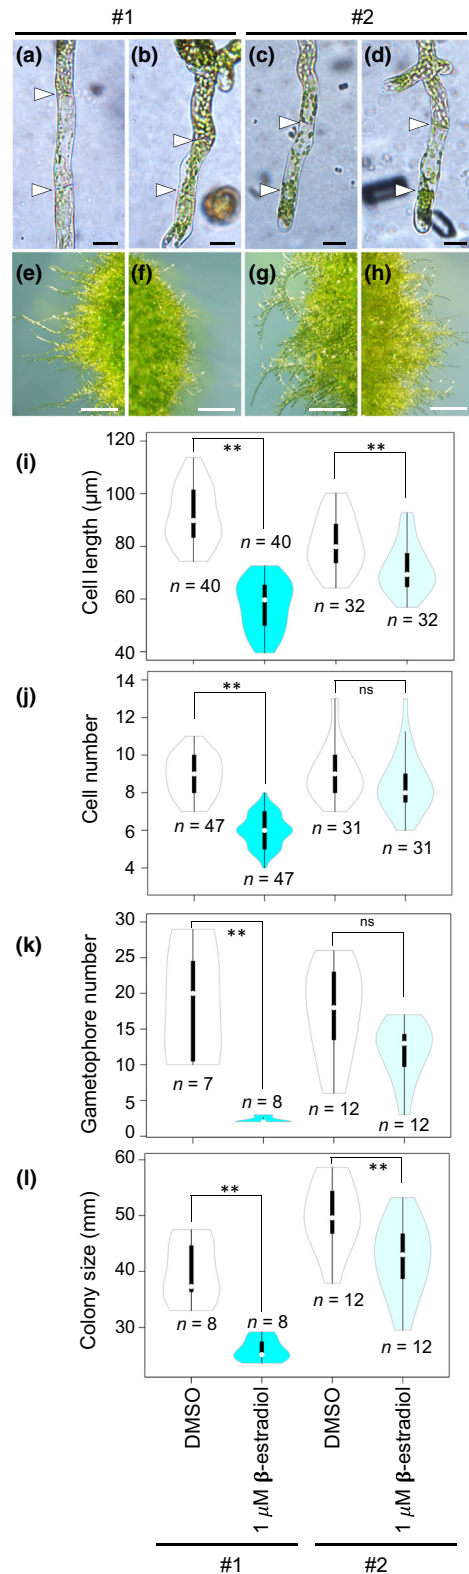 #1 #2
(a) (b) (c) (d)
(e) (f) (g) (h)
(i)
Cell length (μm)
120
100
80
60
40
**
**
n = 40
n = 40
n = 32
n = 32
(j)
Cell number
14
12
10
8
6
4
**
ns
n = 47
n = 47
n = 31
n = 31
(k)
Gametophore number
30
25
20
15
10
5
0
**
ns
n = 7
n = 8
n = 12
n = 12
(l)
Colony size (mm)
60
50
40
30
**
**
n = 8
n = 8
n = 12
n = 12
DMSO
1 μM β-estradiol
DMSO
1 μM β-estradiol
#1 #2